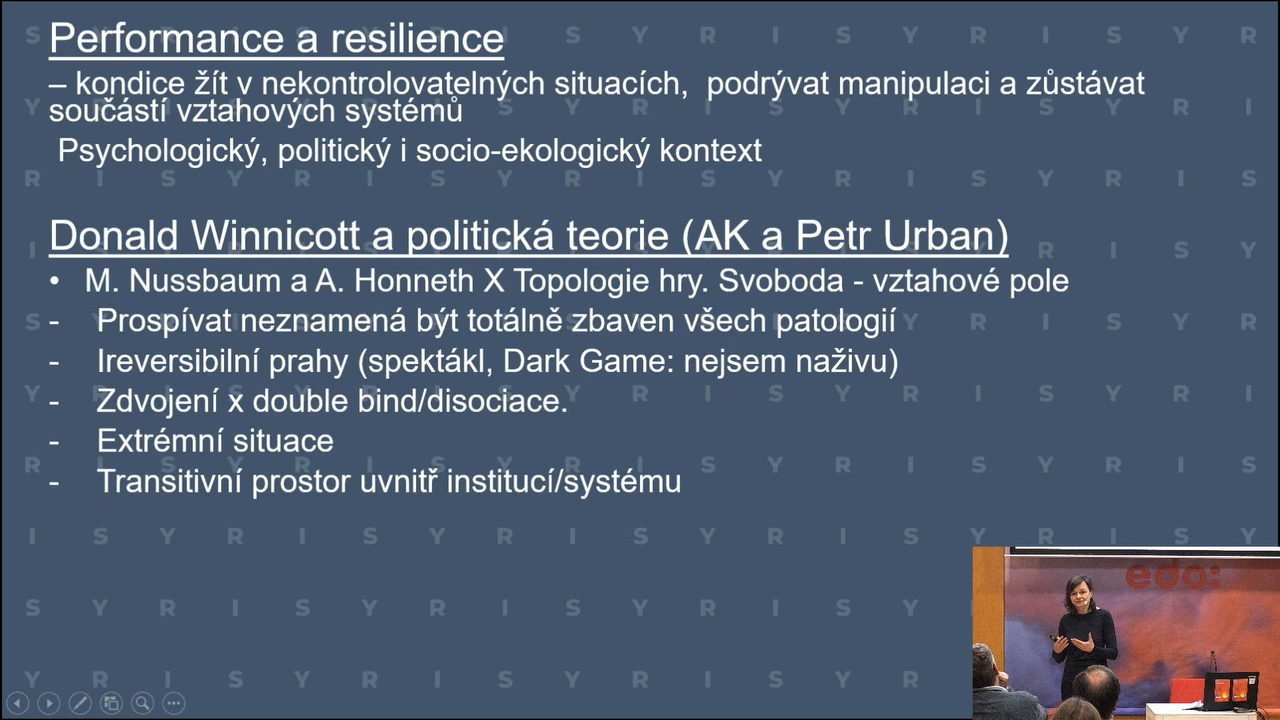 Performance a resilience
– kondice žít v nekontrolovatelných situacích, podrývat manipulaci a zůstávat
součástí vztahových systémů
Psychologický, politický i socio-ekologický kontext
Donald Winnicott a politická teorie (AK a Petr Urban)
• M. Nussbaum a A. Honneth X Topologie hry. Svoboda - vztahové pole
- Prospívat neznamená být totálně zbaven všech patologií
- Ireversibilní prahy (spektákl, Dark Game: nejsem naživu)
- Zdvojení x double bind/disociace.
- Extrémní situace
- Transitivní prostor uvnitř institucí/systému
edo: